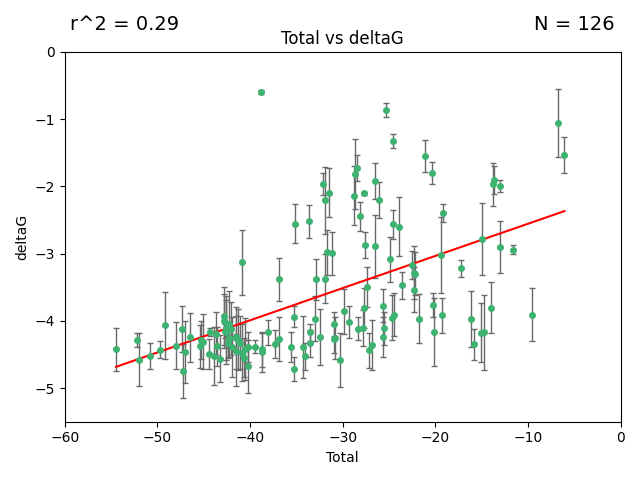 r^2 = 0.29
N = 126
Total vs deltaG
deltaG
0
−1
−2
−3
−4
−5
−60
−50
−40
−30
−20
−10
0
Total